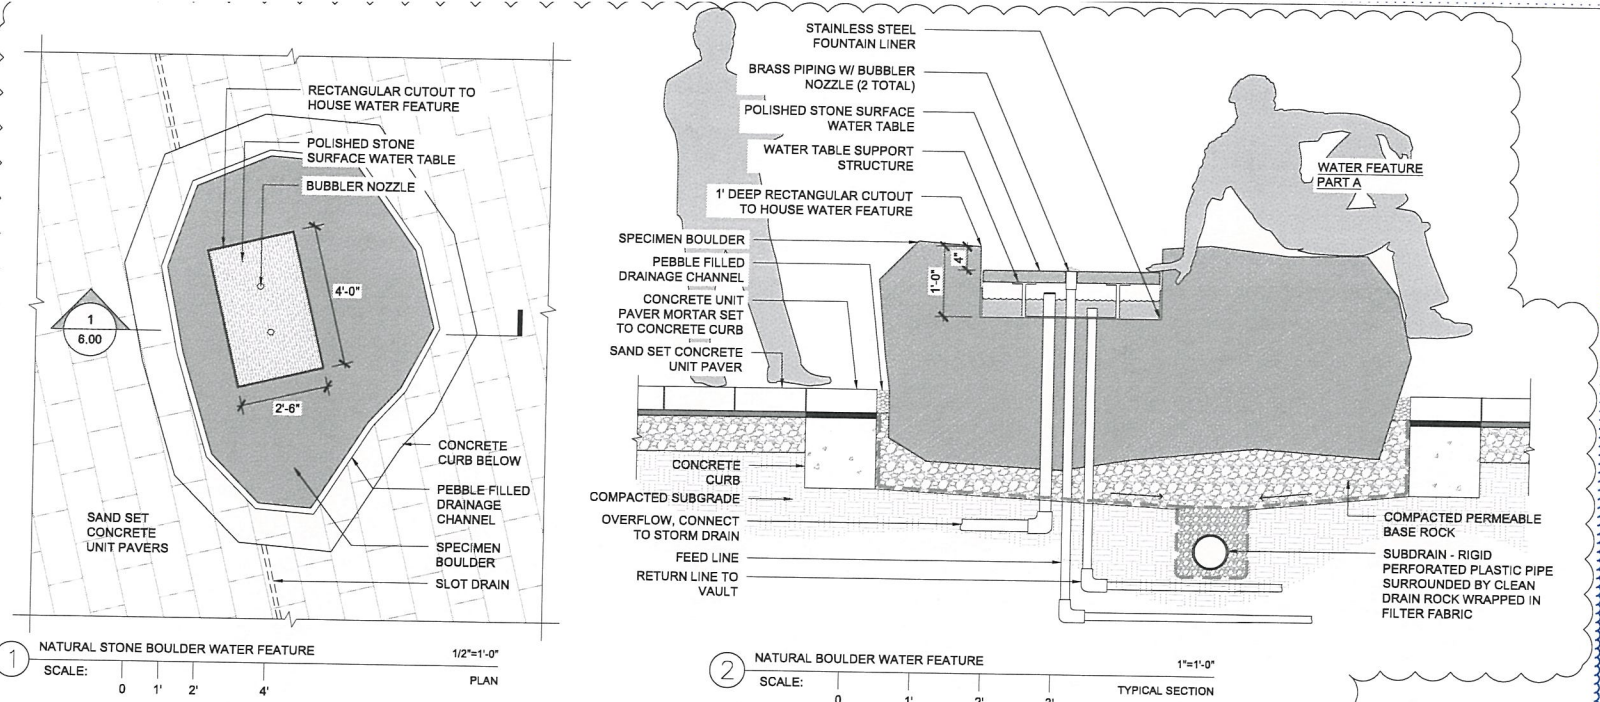 RECTANGULAR CUTOUT TO
HOUSE WATER FEATURE
POLISHED STONE
SURFACE WATER TABLE
BUBBLER NOZZLE
4'-0"
2'-6"
1
6.00
CONCRETE
CURB BELOW
PEBBLE FILLED
DRAINAGE
CHANNEL
SPECIMEN
BOULDER
SLOT DRAIN
SAND SET
CONCRETE
UNIT PAVERS
1
NATURAL STONE BOULDER WATER FEATURE
1/2"=1'-0"
SCALE:
0 1' 2' 4'
PLAN
STAINLESS STEEL
FOUNTAIN LINER
BRASS PIPING W/ BUBBLER
NOZZLE (2 TOTAL)
POLISHED STONE SURFACE
WATER TABLE
WATER TABLE SUPPORT
STRUCTURE
1' DEEP RECTANGULAR CUTOUT
TO HOUSE WATER FEATURE
SPECIMEN BOULDER
PEBBLE FILLED
DRAINAGE CHANNEL
CONCRETE UNIT
PAVER MORTAR SET
TO CONCRETE CURB
SAND SET CONCRETE
UNIT PAVER
1'-0"
4"
WATER FEATURE
PART A
CONCRETE
CURB
COMPACTED SUBGRADE
OVERFLOW, CONNECT
TO STORM DRAIN
FEED LINE
RETURN LINE TO
VAULT
COMPACTED PERMEABLE
BASE ROCK
SUBDRAIN - RIGID
PERFORATED PLASTIC PIPE
SURROUNDED BY CLEAN
DRAIN ROCK WRAPPED IN
FILTER FABRIC
2
NATURAL BOULDER WATER FEATURE
1"=1'-0"
SCALE:
0 1' 2'
TYPICAL SECTION